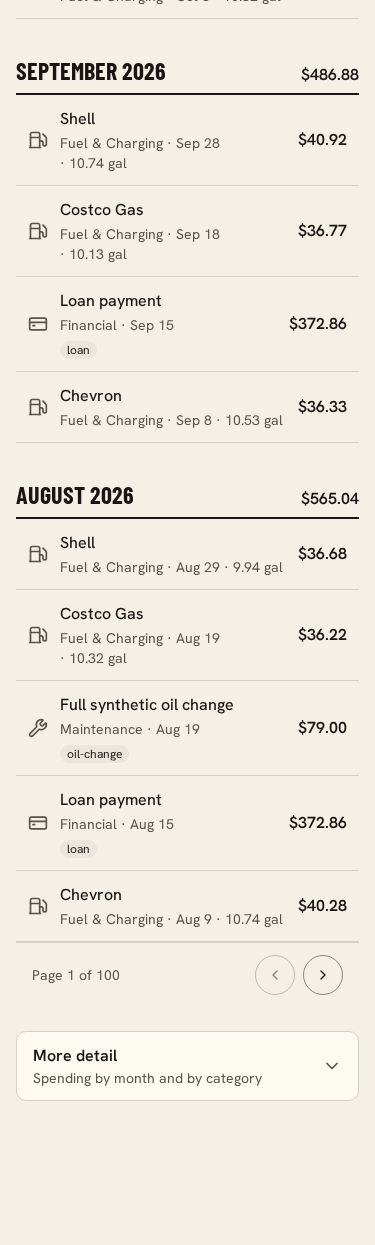 SEPTEMBER 2026
$486.88
Shell
Fuel & Charging · Sep 28
· 10.74 gal
$40.92
Costco Gas
Fuel & Charging · Sep 18
· 10.13 gal
$36.77
Loan payment
Financial · Sep 15
loan
$372.86
Chevron
Fuel & Charging · Sep 8 · 10.53 gal
$36.33
AUGUST 2026
$565.04
Shell
Fuel & Charging · Aug 29 · 9.94 gal
$36.68
Costco Gas
Fuel & Charging · Aug 19
· 10.32 gal
$36.22
Full synthetic oil change
Maintenance · Aug 19
oil-change
$79.00
Loan payment
Financial · Aug 15
loan
$372.86
Chevron
Fuel & Charging · Aug 9 · 10.74 gal
$40.28
Page 1 of 100
More detail
Spending by month and by category